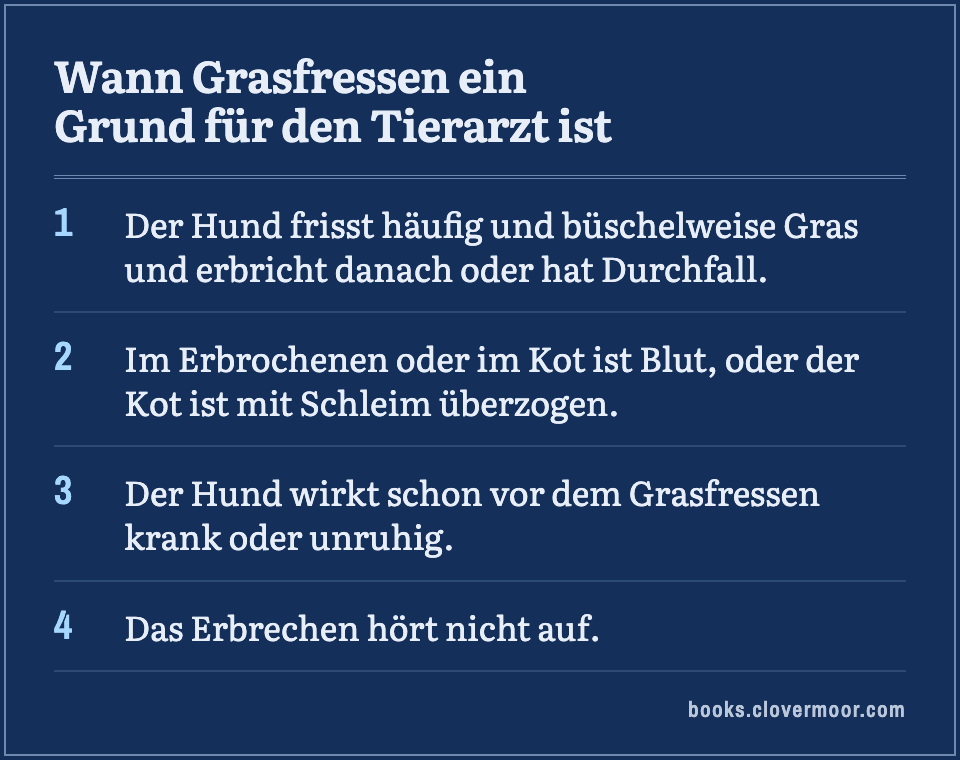 Wann Grasfressen ein
Grund für den Tierarzt ist
1
Der Hund frisst häufig und büschelweise Gras
und erbricht danach oder hat Durchfall.
2
Im Erbrochenen oder im Kot ist Blut, oder der
Kot ist mit Schleim überzogen.
3
Der Hund wirkt schon vor dem Grasfressen
krank oder unruhig.
4
Das Erbrechen hört nicht auf.
books.clovermoor.com